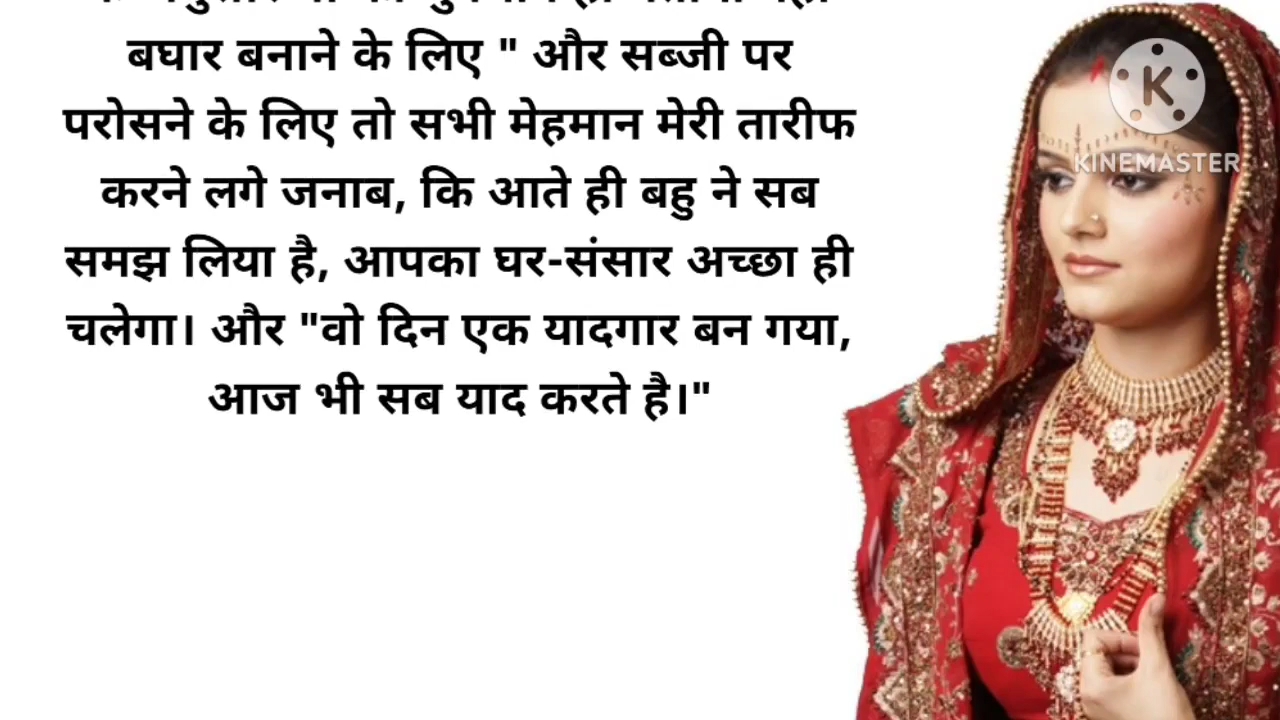 बघार बनाने के लिए " और सब्जी पर
परोसने के लिए तो सभी मेहमान मेरी तारीफ
करने लगे जनाब, कि आते ही बहु ने सब
समझ लिया है, आपका घर-संसार अच्छा ही
चलेगा। और "वो दिन एक यादगार बन गया,
आज भी सब याद करते है।"
K
KINEMASTER